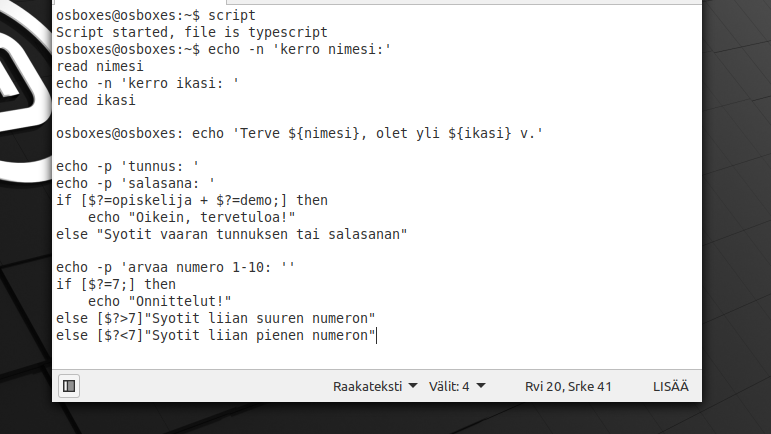 osboxes@osboxes:~$ script
Script started, file is typescript
osboxes@osboxes:~$ echo -n 'kerro nimesi:'
read nimesi
echo -n 'kerro ikasi: '
read ikasi
osboxes@osboxes: echo 'Terve ${nimesi}, olet yli ${ikasi} v.'
echo -p 'tunnus: '
echo -p 'salasana: '
if [$?=opiskelija + $?=demo;] then
    echo "Oikein, tervetuloa!"
else "Syotit vaaran tunnuksen tai salasanan"
echo -p 'arvaa numero 1-10: ''
if [$?=7;] then
    echo "Onnittelut!"
else [$?>7]"Syotit liian suuren numeron"
else [$?<7]"Syotit liian pienen numeron"
Raakateksti Välit: 4 Rvi 20, Srke 41 LISÄÄ